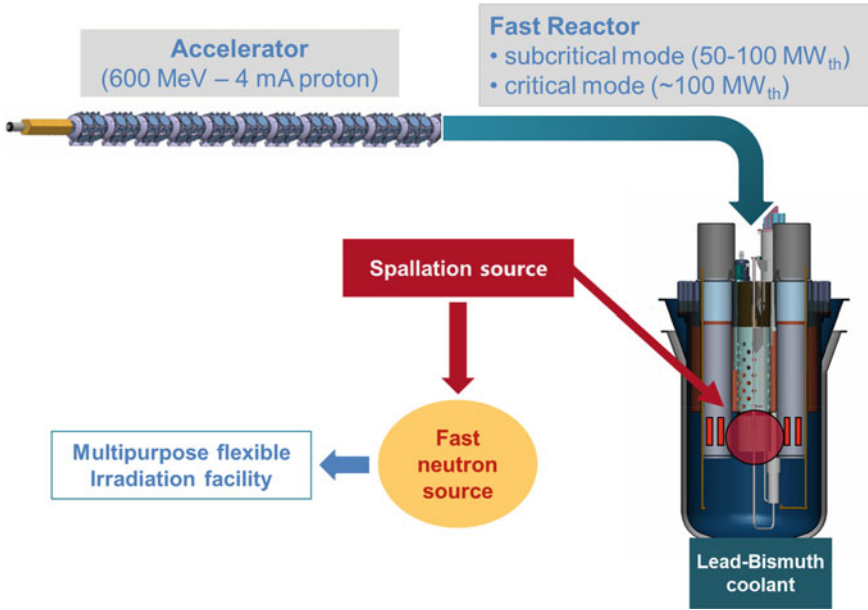 Accelerator
(600 MeV – 4 mA proton)
Fast Reactor
• subcritical mode (50-100 MWth)
• critical mode (~100 MWth)
Spallation source
Fast
neutron
source
Multipurpose flexible
Irradiation facility
Lead-Bismuth
coolant